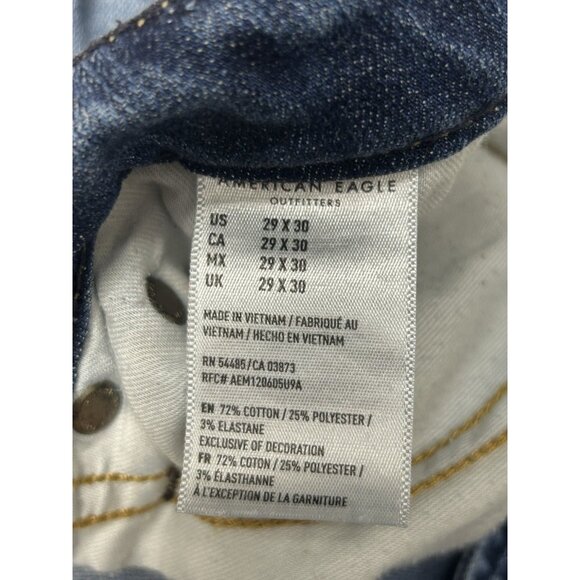 AMERICAN EAGLE
OUTFITTERS
US 29 X 30
CA 29 X 30
MX 29 X 30
UK 29 X 30
MADE IN VIETNAM / FABRIQUÉ AU
VIETNAM / HECHO EN VIETNAM
RN 54485/CA 03873
RFC# AEM120605U9A
EN 72% COTTON / 25% POLYESTER /
3% ELASTANE
EXCLUSIVE OF DECORATION
FR 72% COTON / 25% POLYESTER /
3% ÉLASTHANNE
À L'EXCEPTION DE LA GARNITURE